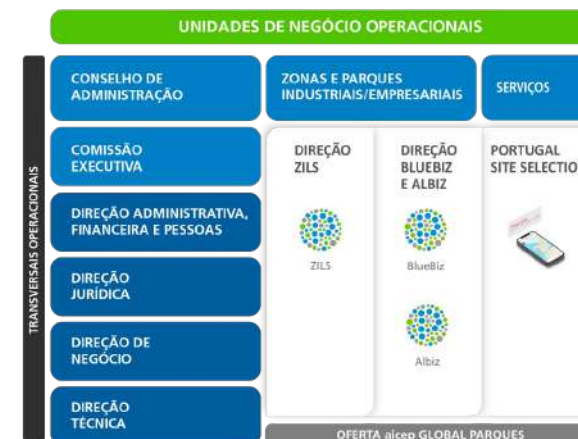 UNIDADES DE NEGÓCIO OPERACIONAIS
TRANSVERSAIS OPERACIONAIS
CONSELHO DE
ADMINISTRAÇÃO
ZONAS E PARQUES
INDUSTRIAIS/EMPRESARIAIS
SERVIÇOS
COMISSÃO
EXECUTIVA
DIREÇÃO ADMINISTRATIVA,
FINANCEIRA E PESSOAS
DIREÇÃO
JURÍDICA
DIREÇÃO DE
NEGÓCIO
DIREÇÃO
TÉCNICA
DIREÇÃO
ZILS
ZILS
DIREÇÃO
BLUEBIZ
E ALBIZ
BlueBiz
Albiz
PORTUGAL
SITE SELECTIO
OFERTA aicep GLOBAL PARQUES